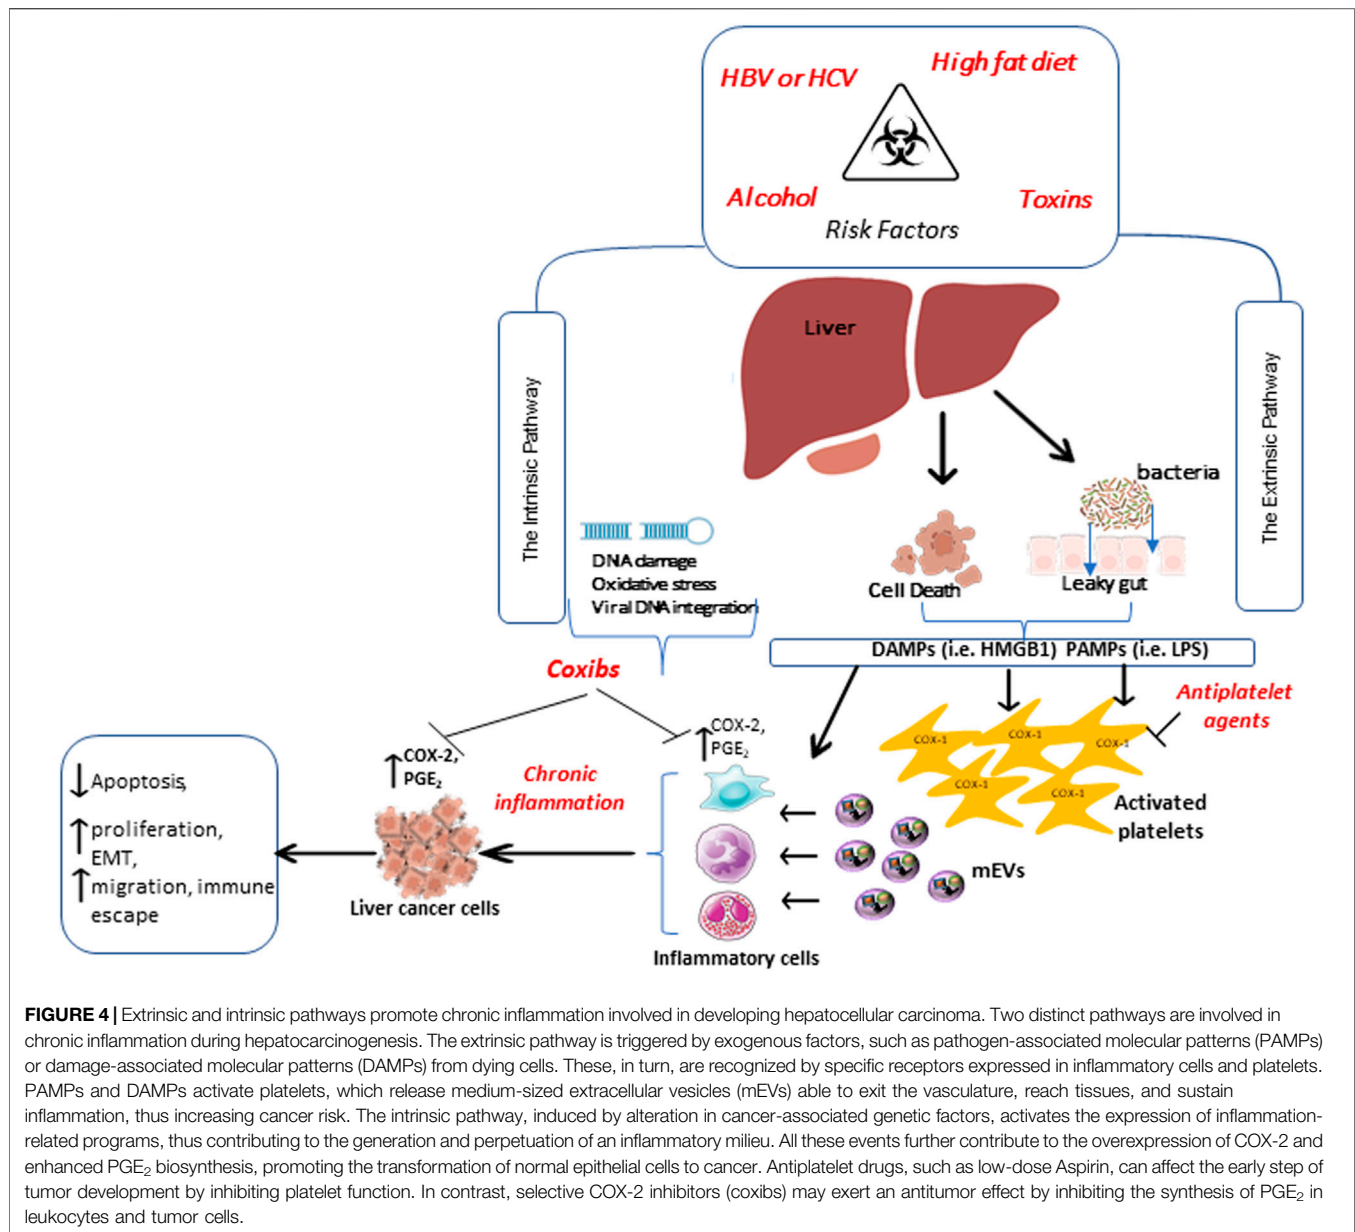 HBV or HCV
High fat diet
Alcohol
Toxins
Risk Factors
Liver
The Intrinsic Pathway
The Extrinsic Pathway
bacteria
DNA damage
Oxidative stress
Viral DNA integration
Cell Death
Leaky gut
DAMPs (i.e. HMGB1) PAMPs (i.e. LPS)
Coxibs
Antiplatelet
agents
COX-2,
PGE₂
COX-2,
PGE₂
COX-1
COX-1
COX-1
COX-1
COX-1
Activated
platelets
Chronic
inflammation
↓ Apoptosis,
↑ proliferation,
EMT,
↑ migration, immune
escape
mEVs
Liver cancer cells
Inflammatory cells
FIGURE 4 | Extrinsic and intrinsic pathways promote chronic inflammation involved in developing hepatocellular carcinoma. Two distinct pathways are involved in
chronic inflammation during hepatocarcinogenesis. The extrinsic pathway is triggered by exogenous factors, such as pathogen-associated molecular patterns (PAMPs)
or damage-associated molecular patterns (DAMPs) from dying cells. These, in turn, are recognized by specific receptors expressed in inflammatory cells and platelets.
PAMPs and DAMPs activate platelets, which release medium-sized extracellular vesicles (mEVs) able to exit the vasculature, reach tissues, and sustain
inflammation, thus increasing cancer risk. The intrinsic pathway, induced by alteration in cancer-associated genetic factors, activates the expression of inflammation-
related programs, thus contributing to the generation and perpetuation of an inflammatory milieu. All these events further contribute to the overexpression of COX-2 and
enhanced PGE₂ biosynthesis, promoting the transformation of normal epithelial cells to cancer. Antiplatelet drugs, such as low-dose Aspirin, can affect the early step of
tumor development by inhibiting platelet function. In contrast, selective COX-2 inhibitors (coxibs) may exert an antitumor effect by inhibiting the synthesis of PGE₂ in
leukocytes and tumor cells.